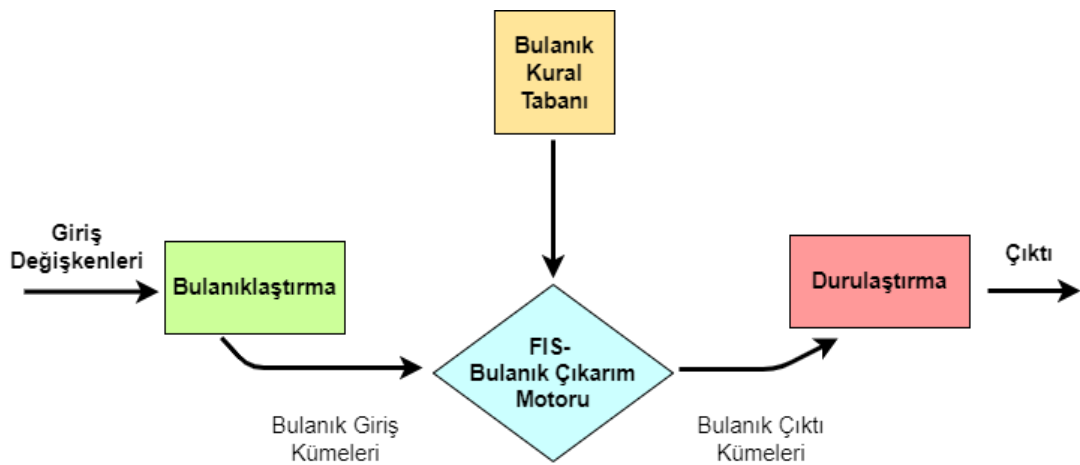 Bulanık
Kural
Tabanı
Giriş
Değişkenleri
Bulanıklaştırma
Durulaştırma
Çıktı
FIS-
Bulanık Çıkarım
Motoru
Bulanık Giriş
Kümeleri
Bulanık Çıktı
Kümeleri